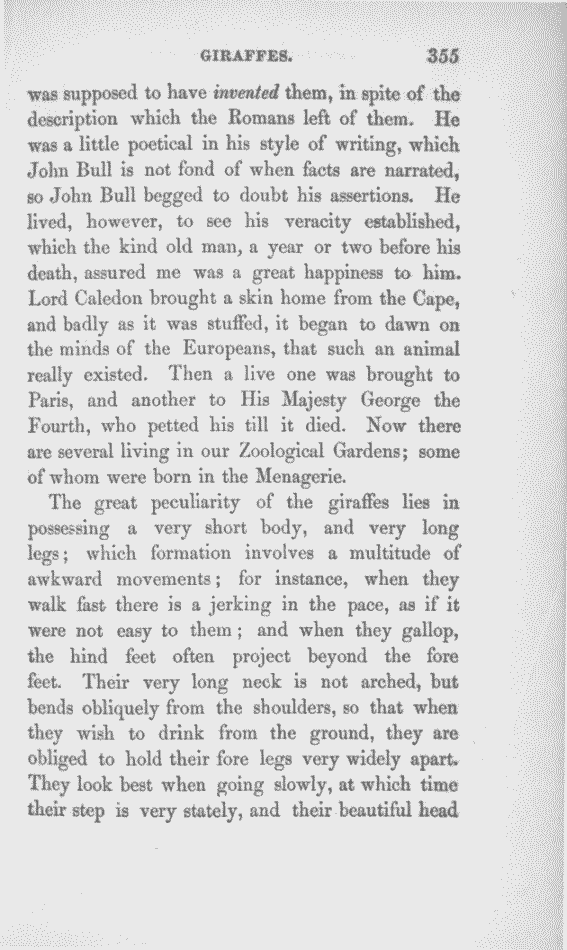 GIRAFFES. 355
was supposed to have invented them, in spite of the
description which the Romans left of them. He
was a little poetical in his style of writing, which
John Bull is not fond of when facts are narrated,
so John Bull begged to doubt his assertions. He
lived, however, to see his veracity established,
which the kind old man, a year or two before his
death, assured me was a great happiness to him.
Lord Caledon brought a skin home from the Cape,
and badly as it was stuffed, it began to dawn on
the minds of the Europeans, that such an animal
really existed. Then a live one was brought to
Paris, and another to His Majesty George the
Fourth, who petted his till it died. Now there
are several living in our Zoological Gardens; some
of whom were born in the Menagerie.
The great peculiarity of the giraffes lies in
possessing a very short body, and very long
legs; which formation involves a multitude of
awkward movements; for instance, when they
walk fast there is a jerking in the pace, as if it
were not easy to them; and when they gallop,
the hind feet often project beyond the fore
feet. Their very long neck is not arched, but
bends obliquely from the shoulders, so that when
they wish to drink from the ground, they are
obliged to hold their fore legs very widely apart.
They look best when going slowly, at which time
their step is very stately, and their beautiful head